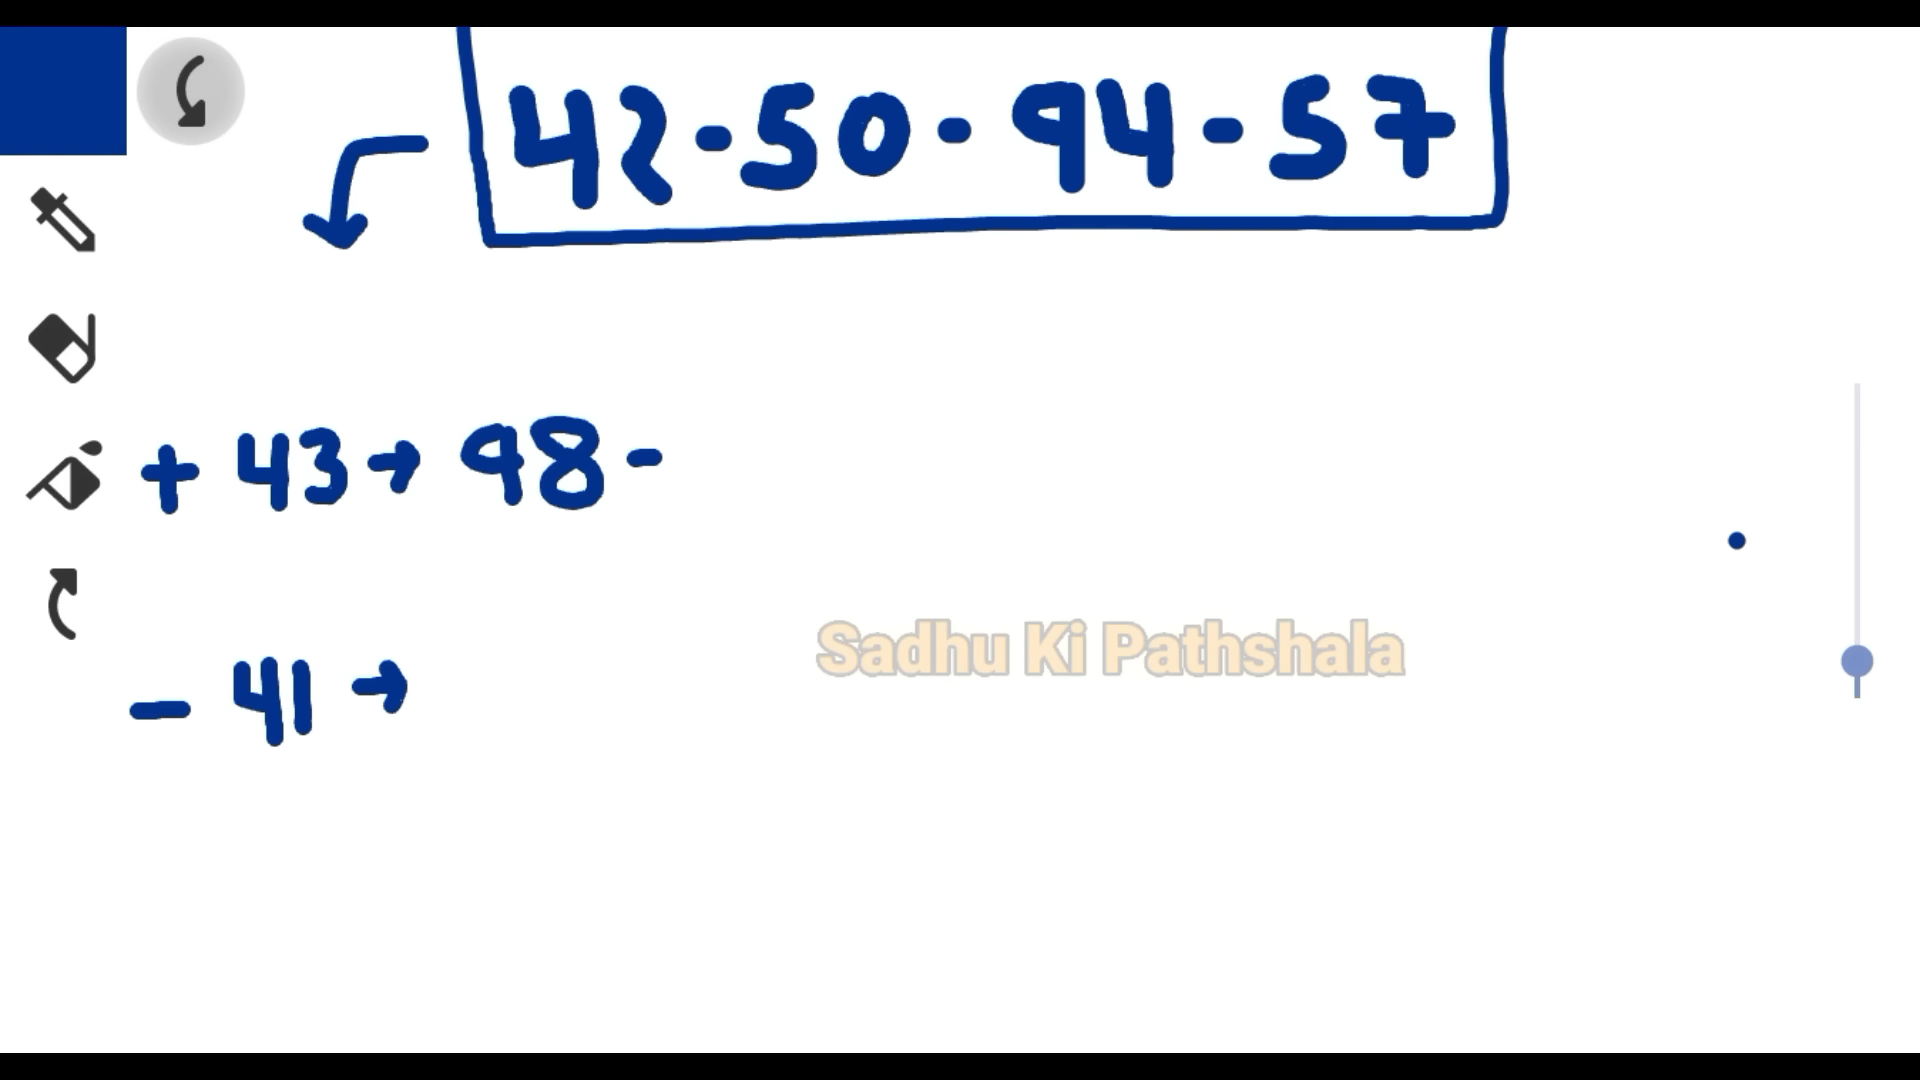 42-50-94-57
+ 43→ 98-
Sadhu Ki Pathshala
- 41→